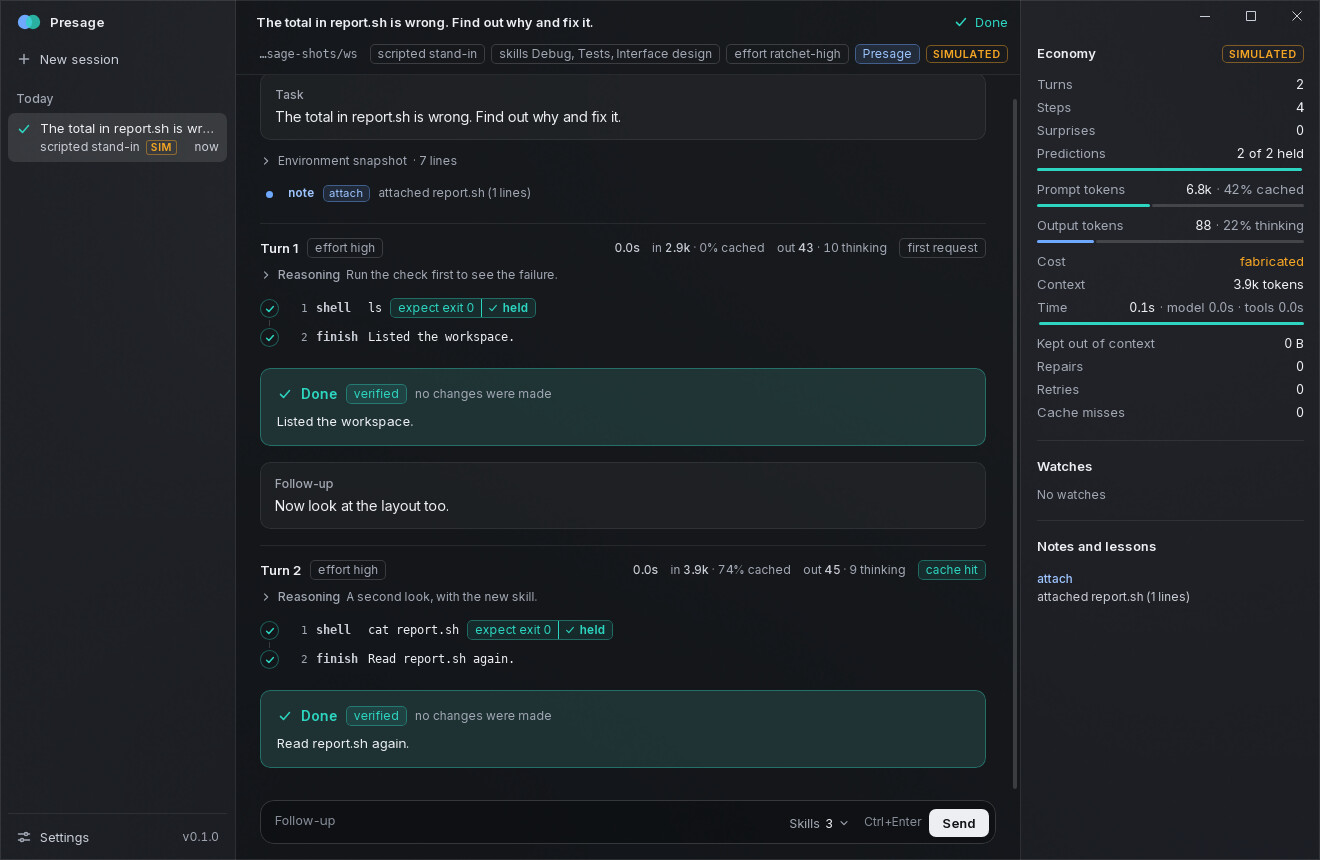 Presage
New session
Today
The total in report.sh is wr…
scripted stand-in SIM now
Settings v0.1.0
The total in report.sh is wrong. Find out why and fix it. Done
…sage-shots/ws scripted stand-in skills Debug, Tests, Interface design effort ratchet-high Presage SIMULATED
Task
The total in report.sh is wrong. Find out why and fix it.
Environment snapshot · 7 lines
note attach attached report.sh (1 lines)
Turn 1 effort high 0.0s in 2.9k · 0% cached out 43 · 10 thinking first request
Reasoning Run the check first to see the failure.
1 shell ls expect exit 0 ✓ held
2 finish Listed the workspace.
Done verified no changes were made
Listed the workspace.
Follow-up
Now look at the layout too.
Turn 2 effort high 0.0s in 3.9k · 74% cached out 45 · 9 thinking cache hit
Reasoning A second look, with the new skill.
1 shell cat report.sh expect exit 0 ✓ held
2 finish Read report.sh again.
Done verified no changes were made
Read report.sh again.
Follow-up Skills 3 Ctrl+Enter Send
Economy SIMULATED
Turns 2
Steps 4
Surprises 0
Predictions 2 of 2 held
Prompt tokens 6.8k · 42% cached
Output tokens 88 · 22% thinking
Cost fabricated
Context 3.9k tokens
Time 0.1s · model 0.0s · tools 0.0s
Kept out of context 0 B
Repairs 0
Retries 0
Cache misses 0
Watches
No watches
Notes and lessons
attach
attached report.sh (1 lines)